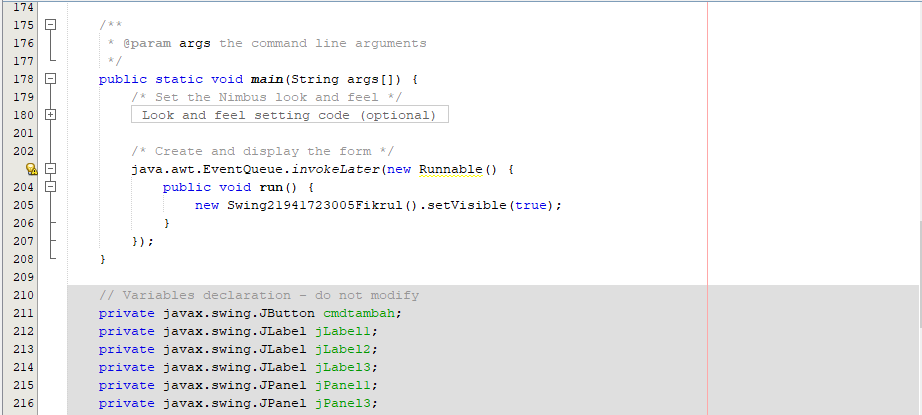 174
175 /**
176 * @param args the command line arguments
177 */
178 public static void main(String args[]) {
179 /* Set the Nimbus look and feel */
180 Look and feel setting code (optional)
201
202 /* Create and display the form */
java.awt.EventQueue.invokeLater(new Runnable() {
204 public void run() {
205 new Swing21941723005Fikrul().setVisible(true);
206 }
207 });
208 }
209
210 // Variables declaration - do not modify
211 private javax.swing.JButton cmdtambah;
212 private javax.swing.JLabel jLabel1;
213 private javax.swing.JLabel jLabel2;
214 private javax.swing.JLabel jLabel3;
215 private javax.swing.JPanel jPanel1;
216 private javax.swing.JPanel jPanel3;